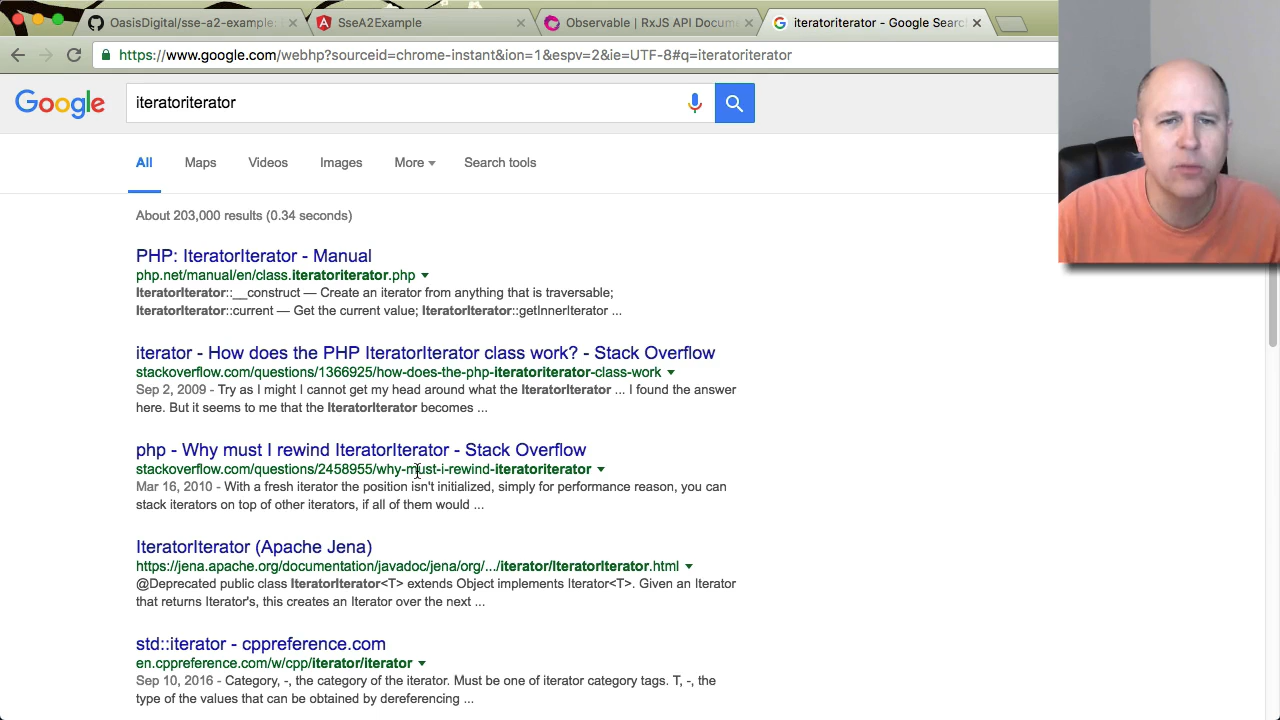 OasisDigital/sse-a2-example:
SseA2Example
Observable | RxJS API Docum
iteratoriterator - Google Searc
https://www.google.com/webhp?sourceid=chrome-instant&ion=1&espv=2&ie=UTF-8#q=iteratoriterator
Google
iteratoriterator
All Maps Videos Images More Search tools
About 203,000 results (0.34 seconds)
PHP: IteratorIterator - Manual
php.net/manual/en/class.iteratoriterator.php
IteratorIterator::__construct — Create an iterator from anything that is traversable;
IteratorIterator::current — Get the current value; IteratorIterator::getInnerIterator ...
iterator - How does the PHP IteratorIterator class work? - Stack Overflow
stackoverflow.com/questions/1366925/how-does-the-php-iteratoriterator-class-work
Sep 2, 2009 - Try as I might I cannot get my head around what the IteratorIterator ... I found the answer
here. But it seems to me that the IteratorIterator becomes ...
php - Why must I rewind IteratorIterator - Stack Overflow
stackoverflow.com/questions/2458955/why-must-i-rewind-iteratoriterator
Mar 16, 2010 - With a fresh iterator the position isn't initialized, simply for performance reason, you can
stack iterators on top of other iterators, if all of them would ...
IteratorIterator (Apache Jena)
https://jena.apache.org/documentation/javadoc/jena/org/.../iterator/IteratorIterator.html
@Deprecated public class IteratorIterator<T> extends Object implements Iterator<T>. Given an Iterator
that returns Iterator's, this creates an Iterator over the next ...
std::iterator - cppreference.com
en.cppreference.com/w/cpp/iterator/iterator
Sep 10, 2016 - Category, -, the category of the iterator. Must be one of iterator category tags. T, -, the
type of the values that can be obtained by dereferencing ...